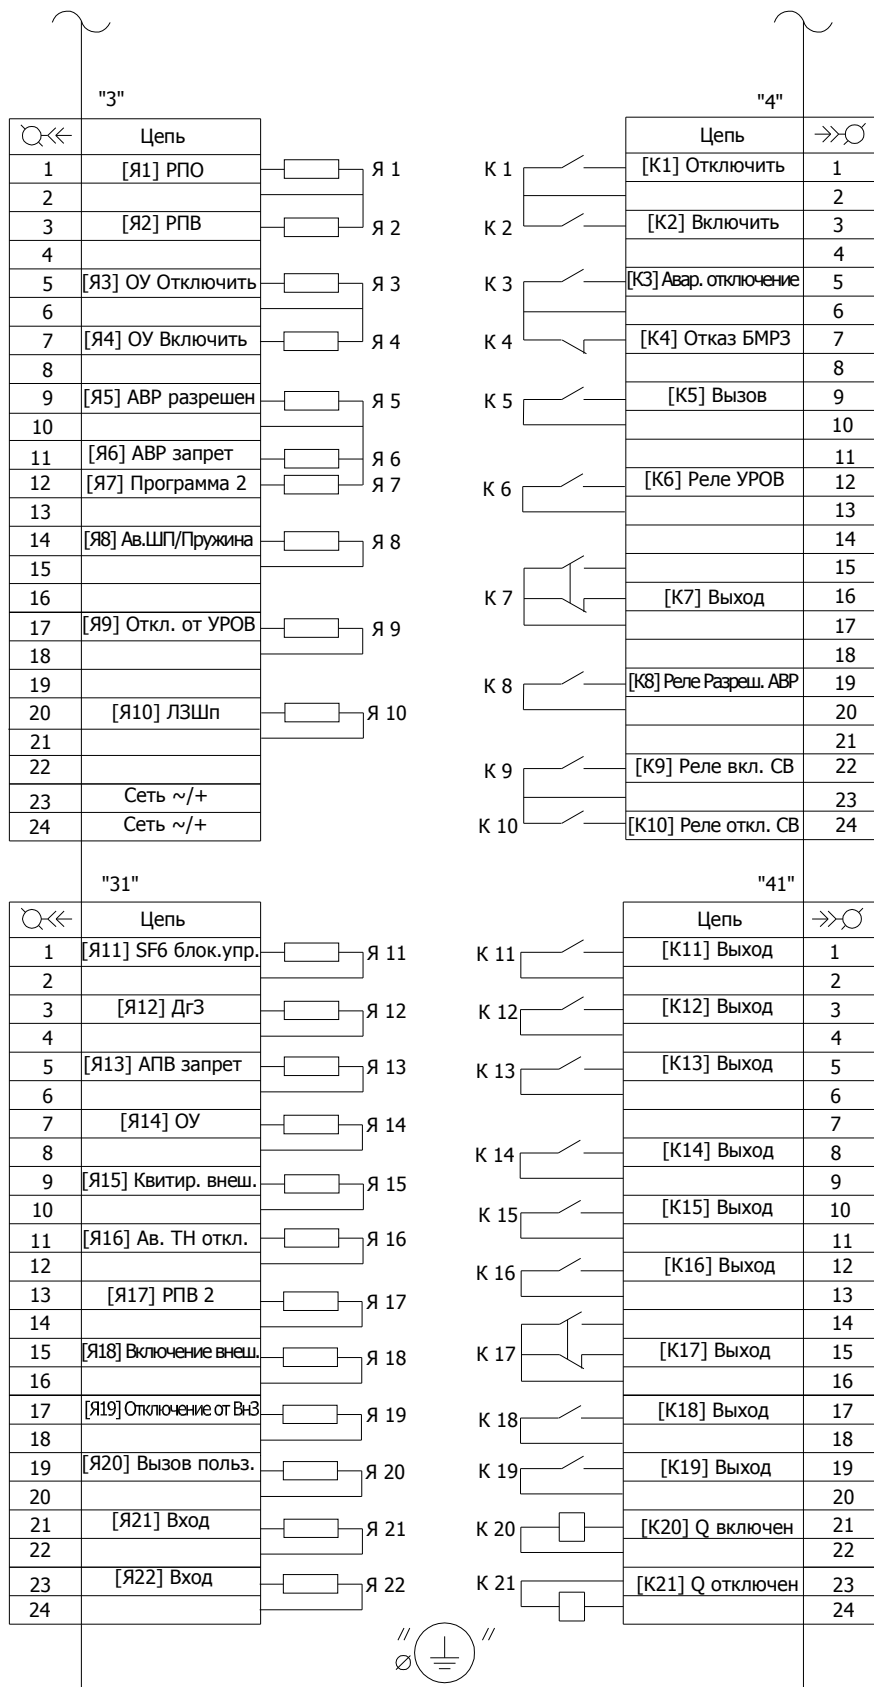 "3"
Цепь
1 [Я1] РПО Я 1
2
3 [Я2] РПВ Я 2
4
5 [Я3] ОУ Отключить Я 3
6
7 [Я4] ОУ Включить Я 4
8
9 [Я5] АВР разрешен Я 5
10
11 [Я6] АВР запрет Я 6
12 [Я7] Программа 2 Я 7
13
14 [Я8] Ав.ШП/Пружина Я 8
15
16
17 [Я9] Откл. от УРОВ Я 9
18
19
20 [Я10] ЛЗШп Я 10
21
22
23 Сеть ~/+
24 Сеть ~/+
"4"
Цепь
К 1 [К1] Отключить 1
2
К 2 [К2] Включить 3
4
К 3 [К3] Авар. отключение 5
6
К 4 [К4] Отказ БМРЗ 7
8
К 5 [К5] Вызов 9
10
11
К 6 [К6] Реле УРОВ 12
13
14
15
К 7 [К7] Выход 16
17
18
К 8 [К8] Реле Разреш. АВР 19
20
21
К 9 [К9] Реле вкл. СВ 22
23
К 10 [К10] Реле откл. СВ 24
"31"
Цепь
1 [Я11] SF6 блок.упр. Я 11
2
3 [Я12] ДгЗ Я 12
4
5 [Я13] АПВ запрет Я 13
6
7 [Я14] ОУ Я 14
8
9 [Я15] Квитир. внеш. Я 15
10
11 [Я16] Ав. ТН откл. Я 16
12
13 [Я17] РПВ 2 Я 17
14
15 [Я18] Включение внеш. Я 18
16
17 [Я19] Отключение от ВнЗ Я 19
18
19 [Я20] Вызов польз. Я 20
20
21 [Я21] Вход Я 21
22
23 [Я22] Вход Я 22
24
"41"
Цепь
К 11 [К11] Выход 1
2
К 12 [К12] Выход 3
4
К 13 [К13] Выход 5
6
7
К 14 [К14] Выход 8
9
К 15 [К15] Выход 10
11
К 16 [К16] Выход 12
13
14
К 17 [К17] Выход 15
16
К 18 [К18] Выход 17
18
К 19 [К19] Выход 19
20
К 20 [К20] Q включен 21
22
К 21 [К21] Q отключен 23
24